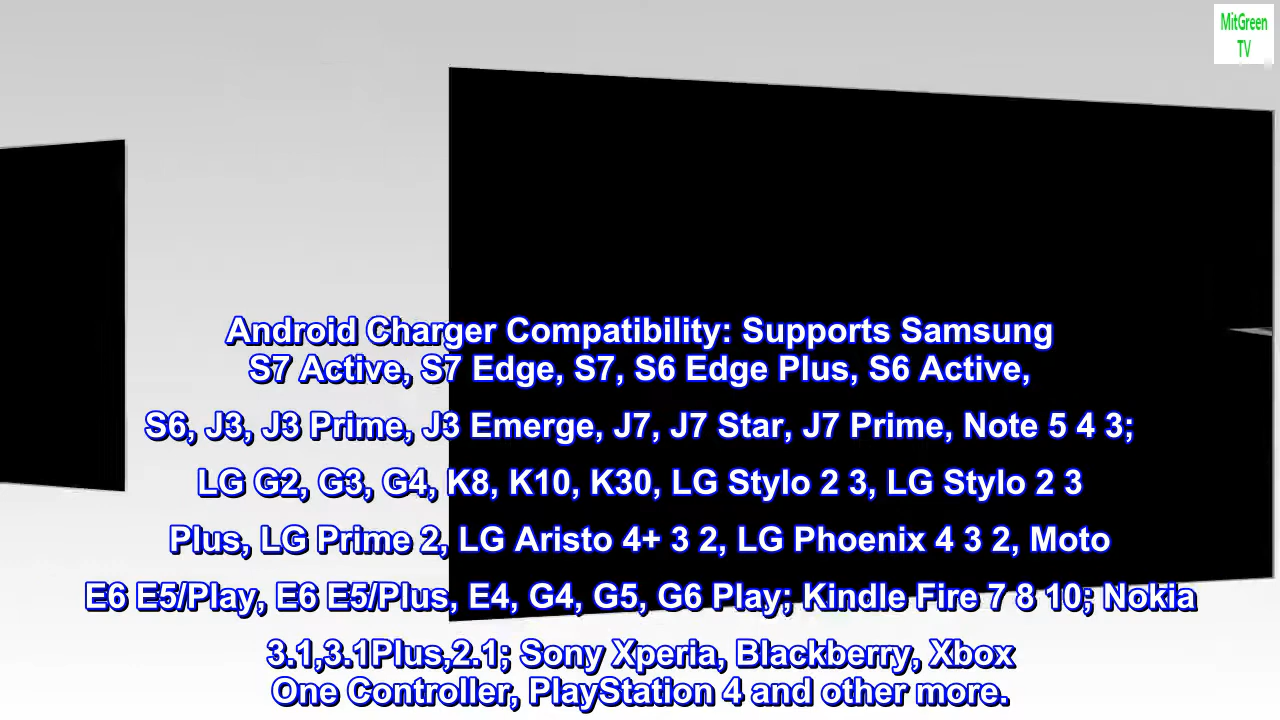 MitGreen
TV
Android Charger Compatibility: Supports Samsung
S7 Active, S7 Edge, S7, S6 Edge Plus, S6 Active,
S6, J3, J3 Prime, J3 Emerge, J7, J7 Star, J7 Prime, Note 5 4 3;
LG G2, G3, G4, K8, K10, K30, LG Stylo 2 3, LG Stylo 2 3
Plus, LG Prime 2, LG Aristo 4+ 3 2, LG Phoenix 4 3 2, Moto
E6 E5/Play, E6 E5/Plus, E4, G4, G5, G6 Play; Kindle Fire 7 8 10; Nokia
3.1,3.1Plus,2.1; Sony Xperia, Blackberry, Xbox
One Controller, PlayStation 4 and other more.